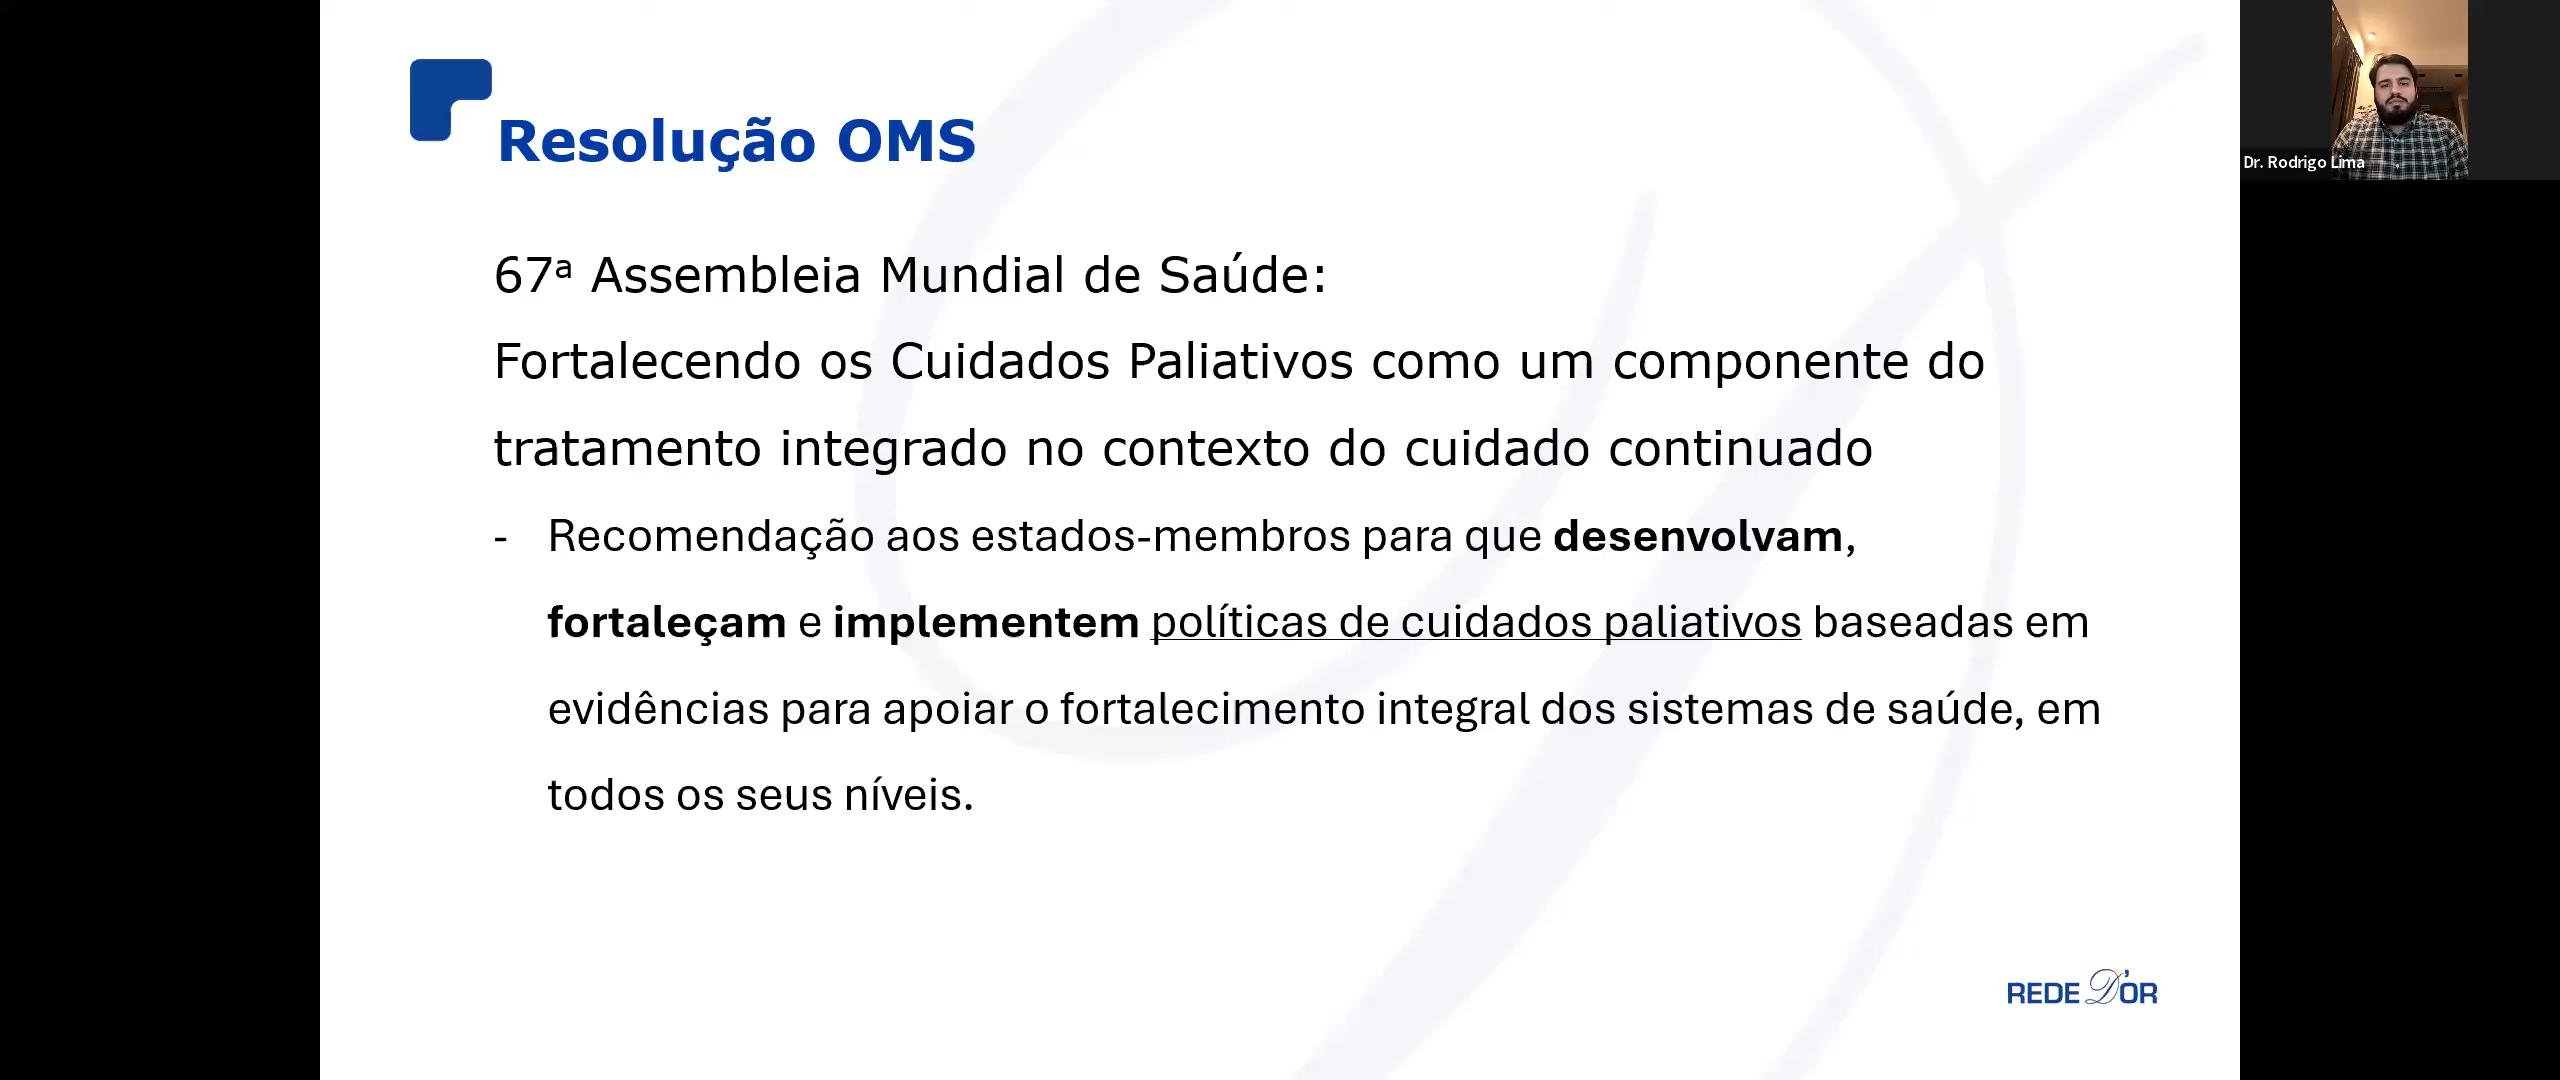 Resolução OMS
67ª Assembleia Mundial de Saúde:
Fortalecendo os Cuidados Paliativos como um componente do
tratamento integrado no contexto do cuidado continuado
- Recomendação aos estados-membros para que desenvolvam,
fortaleçam e implementem políticas de cuidados paliativos baseadas em
evidências para apoiar o fortalecimento integral dos sistemas de saúde, em
todos os seus níveis.
REDE D'OR
Dr. Rodrigo Lima